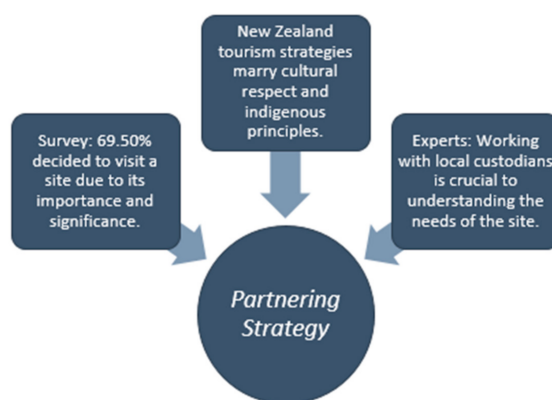 New Zealand
tourism strategies
marry cultural
respect and
indigenous
principles.
Survey: 69.50%
decided to visit a
site due to its
importance and
significance.
Experts: Working
with local custodians
is crucial to
understanding the
needs of the site.
Partnering
Strategy